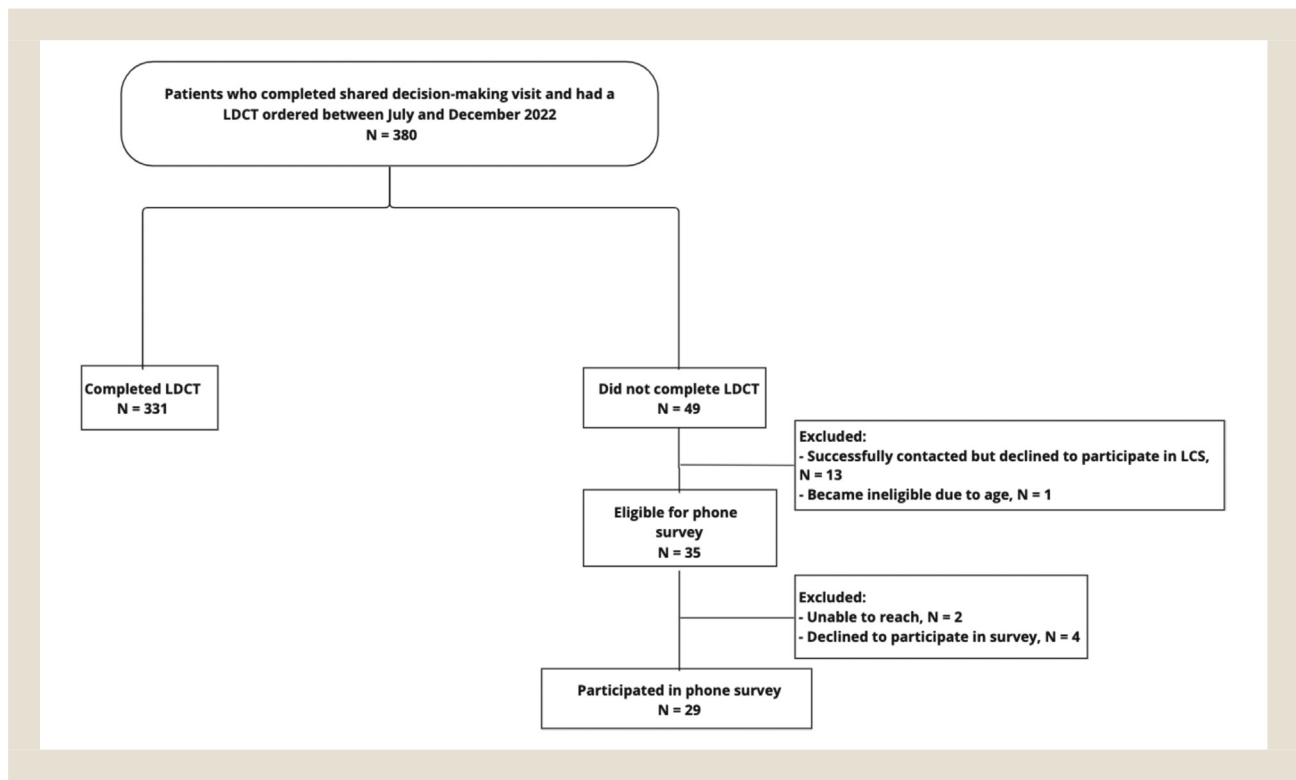 Patients who completed shared decision-making visit and had a
LDCT ordered between July and December 2022
N = 380
Completed LDCT
N = 331
Did not complete LDCT
N = 49
Excluded:
- Successfully contacted but declined to participate in LCS,
N = 13
- Became ineligible due to age, N = 1
Eligible for phone
survey
N = 35
Excluded:
- Unable to reach, N = 2
- Declined to participate in survey, N = 4
Participated in phone survey
N = 29